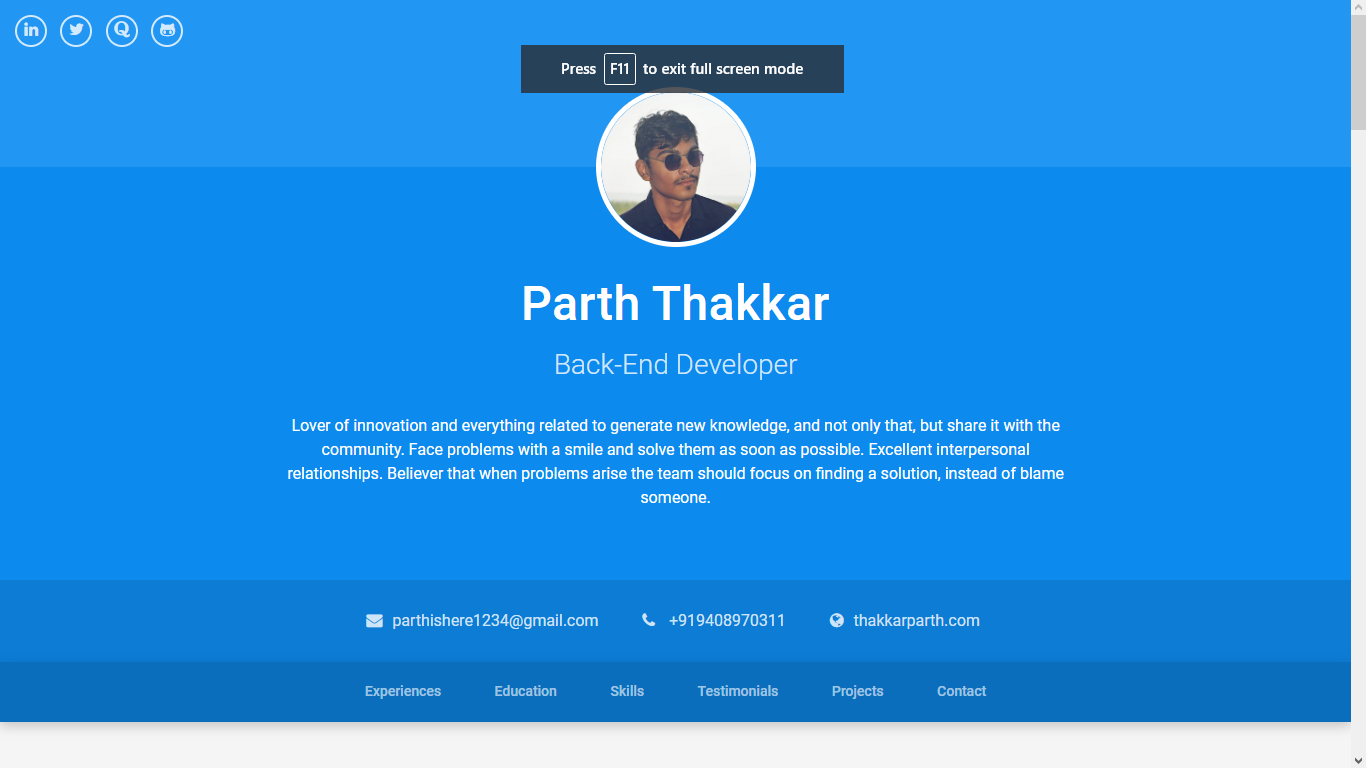 Press F11 to exit full screen mode
Parth Thakkar
Back-End Developer
Lover of innovation and everything related to generate new knowledge, and not only that, but share it with the
community. Face problems with a smile and solve them as soon as possible. Excellent interpersonal
relationships. Believer that when problems arise the team should focus on finding a solution, instead of blame
someone.
parthishere1234@gmail.com +919408970311 thakkarparth.com
Experiences Education Skills Testimonials Projects Contact